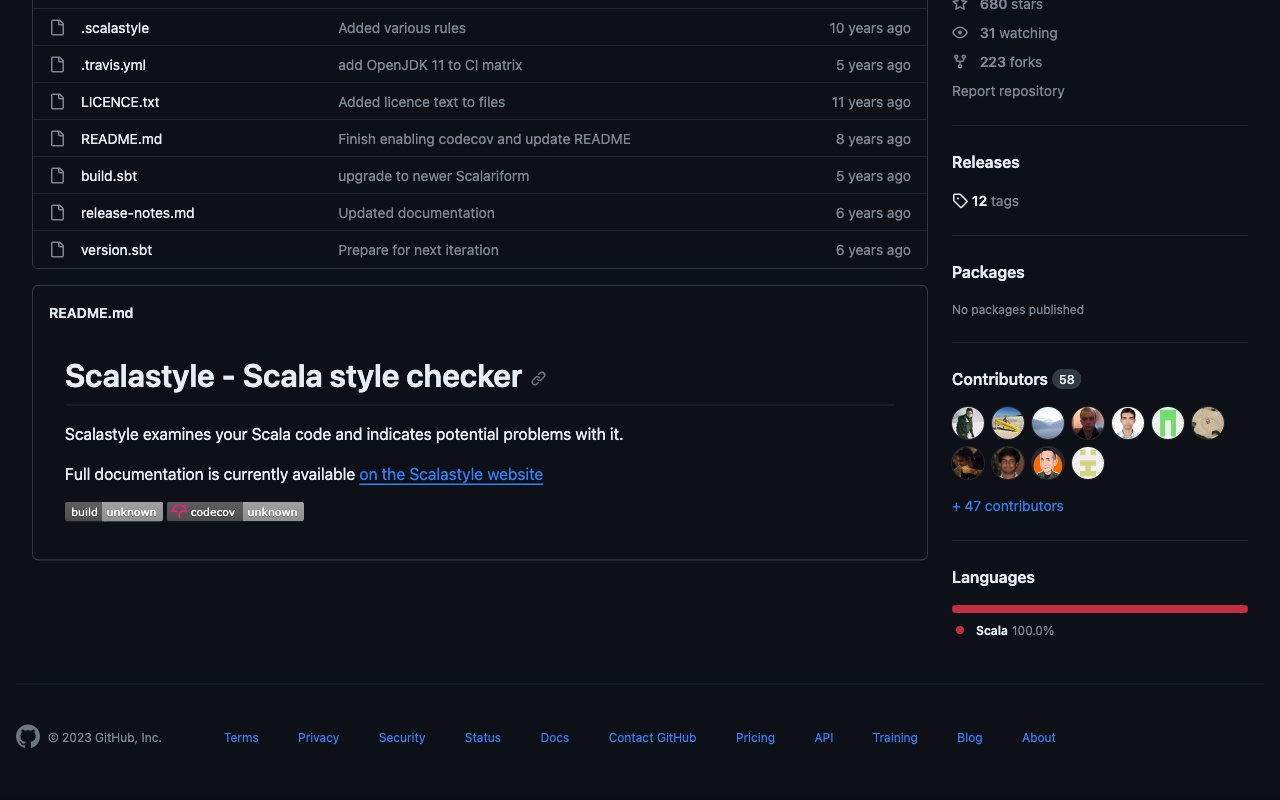 .scalastyle Added various rules 10 years ago
.travis.yml add OpenJDK 11 to CI matrix 5 years ago
LICENCE.txt Added licence text to files 11 years ago
README.md Finish enabling codecov and update README 8 years ago
build.sbt upgrade to newer Scalariform 5 years ago
release-notes.md Updated documentation 6 years ago
version.sbt Prepare for next iteration 6 years ago
README.md
Scalastyle - Scala style checker
Scalastyle examines your Scala code and indicates potential problems with it.
Full documentation is currently available on the Scalastyle website
build unknown codecov unknown
680 stars
31 watching
223 forks
Report repository
Releases
12 tags
Packages
No packages published
Contributors 58
+ 47 contributors
Languages
Scala 100.0%
© 2023 GitHub, Inc. Terms Privacy Security Status Docs Contact GitHub Pricing API Training Blog About